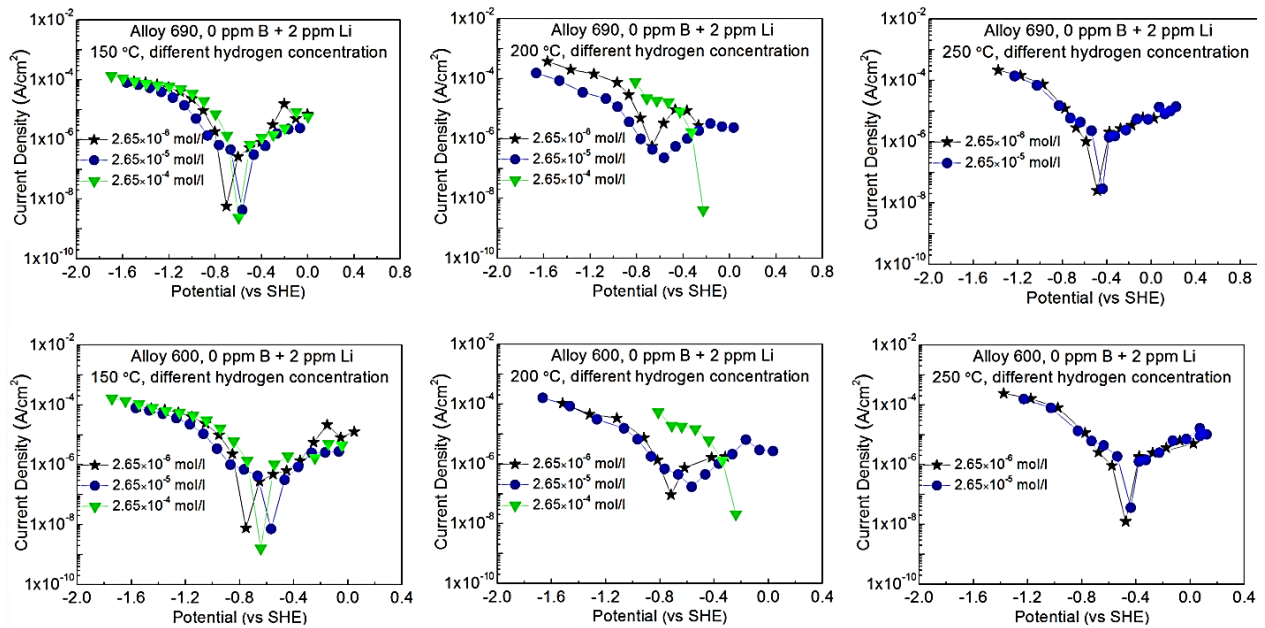 Alloy 690, 0 ppm B + 2 ppm Li
150 °C, different hydrogen concentration
Current Density (A/cm²)
1x10⁻²
1x10⁻⁴
1x10⁻⁶
1x10⁻⁸
1x10⁻¹⁰
2.65×10⁻⁶ mol/l
2.65×10⁻⁵ mol/l
2.65×10⁻⁴ mol/l
-2.0 -1.6 -1.2 -0.8 -0.4 0.0 0.4 0.8
Potential (vs SHE)
Alloy 690, 0 ppm B + 2 ppm Li
200 °C, different hydrogen concentration
Current Density (A/cm²)
1x10⁻²
1x10⁻⁴
1x10⁻⁶
1x10⁻⁸
1x10⁻¹⁰
2.65×10⁻⁶ mol/l
2.65×10⁻⁵ mol/l
2.65×10⁻⁴ mol/l
-2.0 -1.6 -1.2 -0.8 -0.4 0.0 0.4 0.8
Potential (vs SHE)
Alloy 690, 0 ppm B + 2 ppm Li
250 °C, different hydrogen concentration
Current Density (A/cm²)
1x10⁻²
1x10⁻⁴
1x10⁻⁶
1x10⁻⁸
1x10⁻¹⁰
2.65×10⁻⁶ mol/l
2.65×10⁻⁵ mol/l
-2.0 -1.6 -1.2 -0.8 -0.4 0.0 0.4 0.8
Potential (vs SHE)
Alloy 600, 0 ppm B + 2 ppm Li
150 °C, different hydrogen concentration
Current Density (A/cm²)
1x10⁻²
1x10⁻⁴
1x10⁻⁶
1x10⁻⁸
1x10⁻¹⁰
2.65×10⁻⁶ mol/l
2.65×10⁻⁵ mol/l
2.65×10⁻⁴ mol/l
-2.0 -1.6 -1.2 -0.8 -0.4 0.0 0.4
Potential (vs SHE)
Alloy 600, 0 ppm B + 2 ppm Li
200 °C, different hydrogen concentration
Current Density (A/cm²)
1x10⁻²
1x10⁻⁴
1x10⁻⁶
1x10⁻⁸
1x10⁻¹⁰
2.65×10⁻⁶ mol/l
2.65×10⁻⁵ mol/l
2.65×10⁻⁴ mol/l
-2.0 -1.6 -1.2 -0.8 -0.4 0.0 0.4
Potential (vs SHE)
Alloy 600, 0 ppm B + 2 ppm Li
250 °C, different hydrogen concentration
Current Density (A/cm²)
1x10⁻²
1x10⁻⁴
1x10⁻⁶
1x10⁻⁸
1x10⁻¹⁰
2.65×10⁻⁶ mol/l
2.65×10⁻⁵ mol/l
-2.0 -1.6 -1.2 -0.8 -0.4 0.0 0.4
Potential (vs SHE)